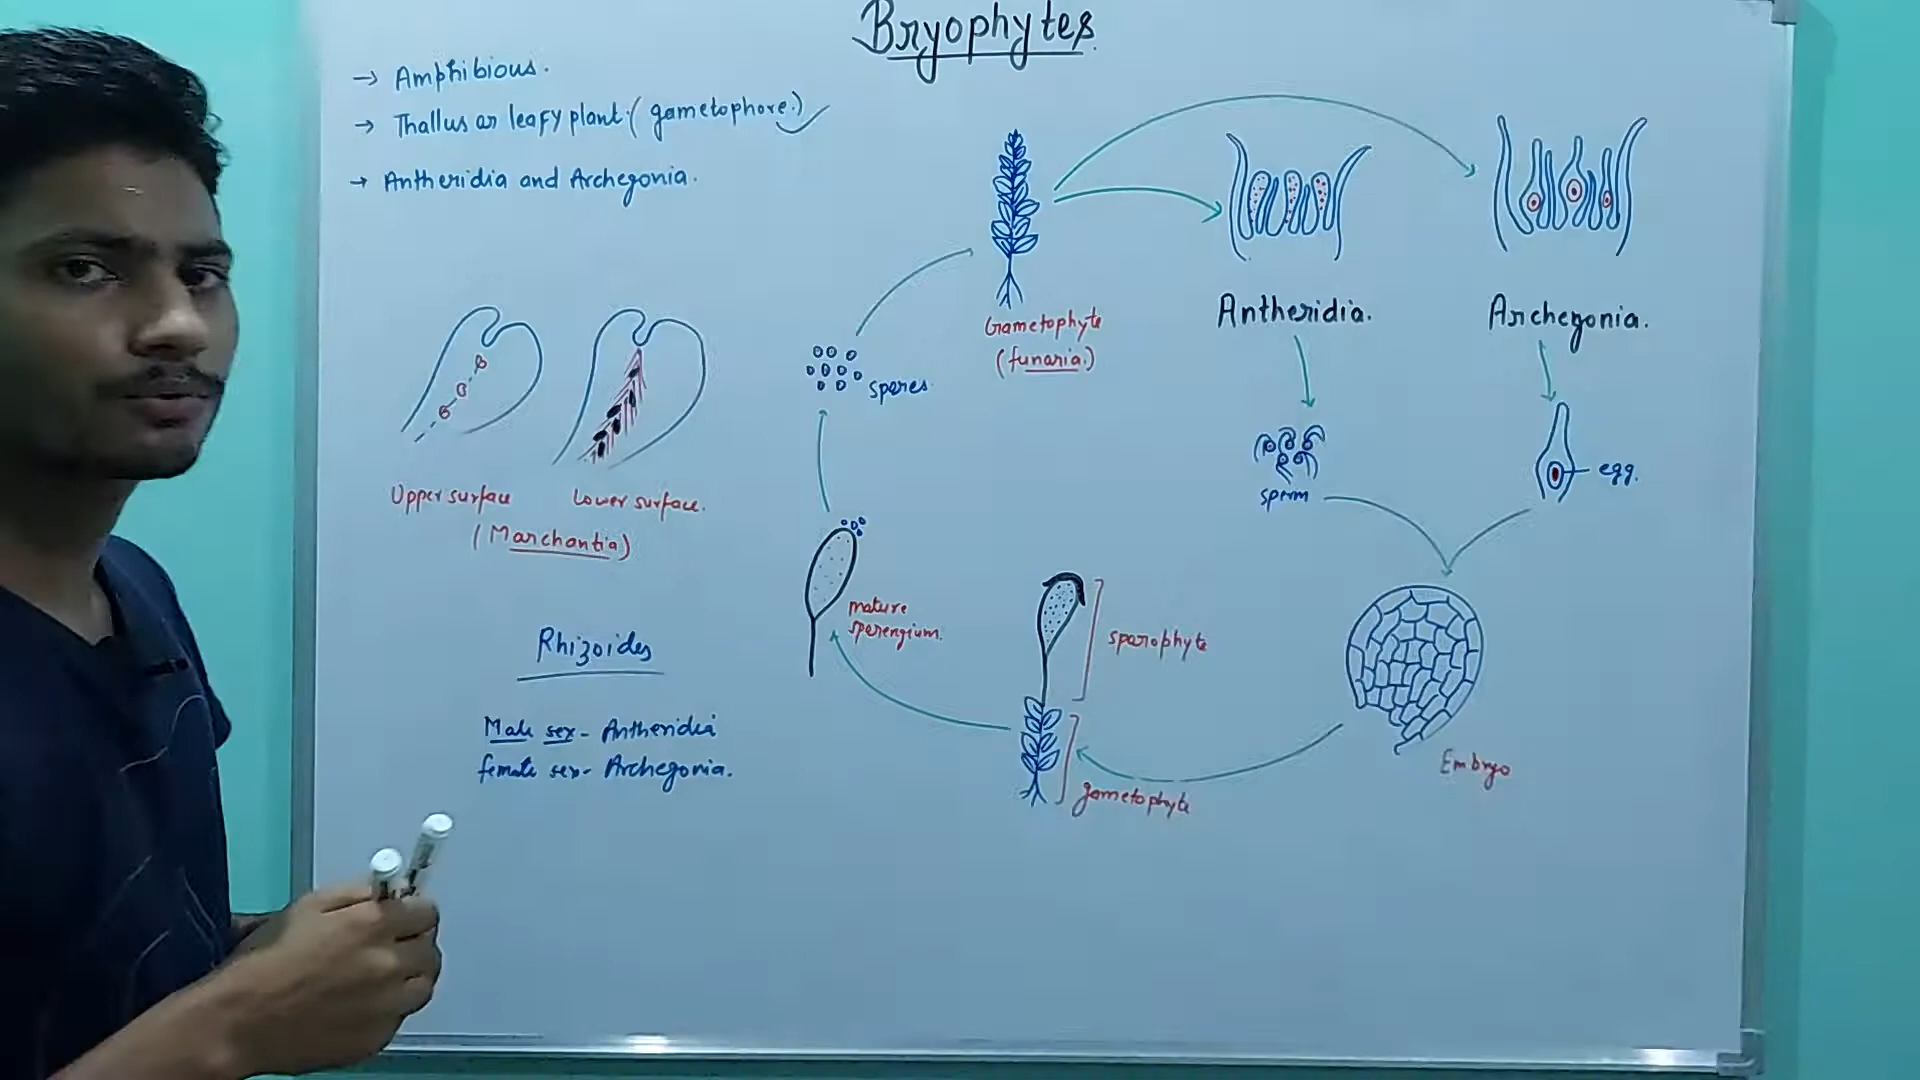 Bryophytes
→ Amphibious.
→ Thallus or leafy plant. (gametophore.)
→ Antheridia and Archegonia.
Gametophyte
(funaria.)
Antheridia.
Archegonia.
spores
sperm
egg.
Upper surface
Lower surface.
(Marchantia)
mature
sporengium.
sporophyte
gametophyte
Embryo
Rhizoides
Male sex - Antheridia
female sex - Archegonia.